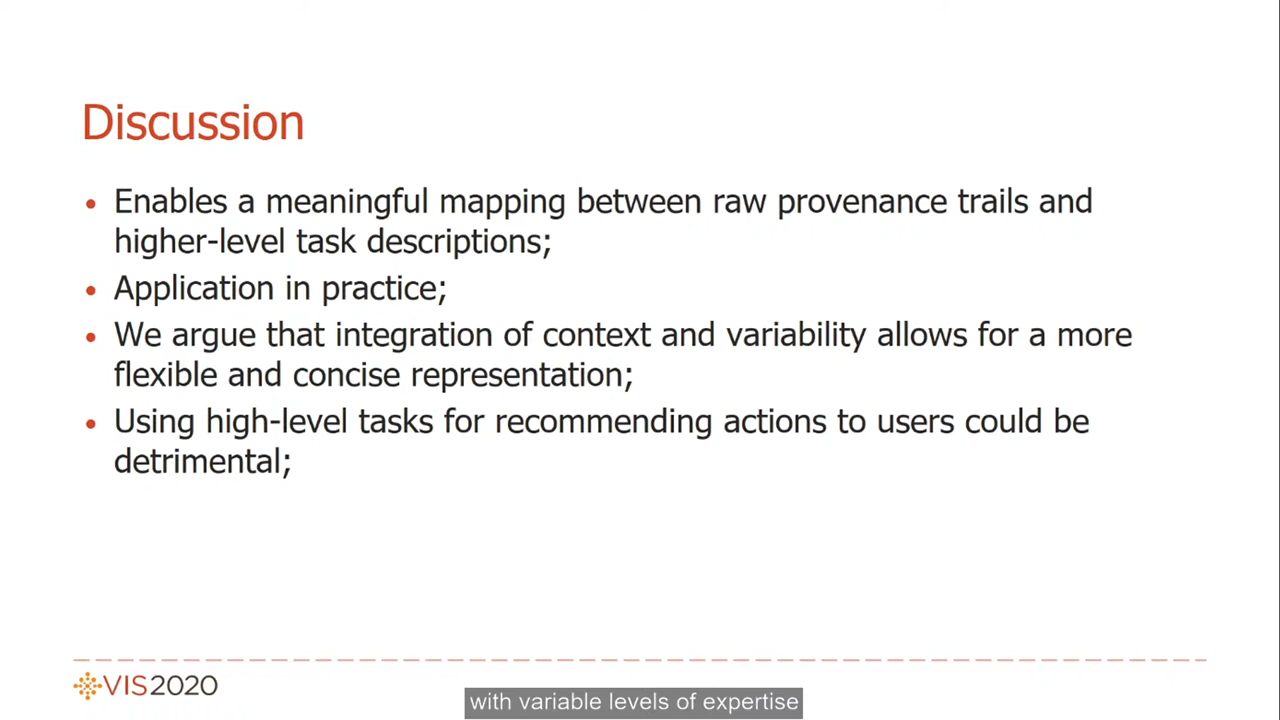 Discussion
• Enables a meaningful mapping between raw provenance trails and
higher-level task descriptions;
• Application in practice;
• We argue that integration of context and variability allows for a more
flexible and concise representation;
• Using high-level tasks for recommending actions to users could be
detrimental;
VIS2020
with variable levels of expertise